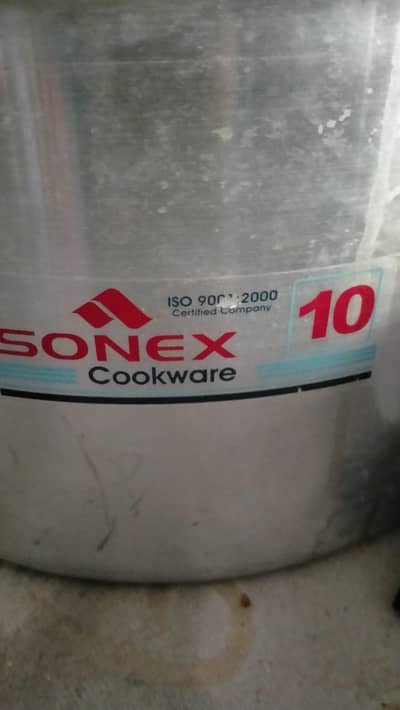 ISO 9001:2000
Certified Company
10
SONEX
Cookware